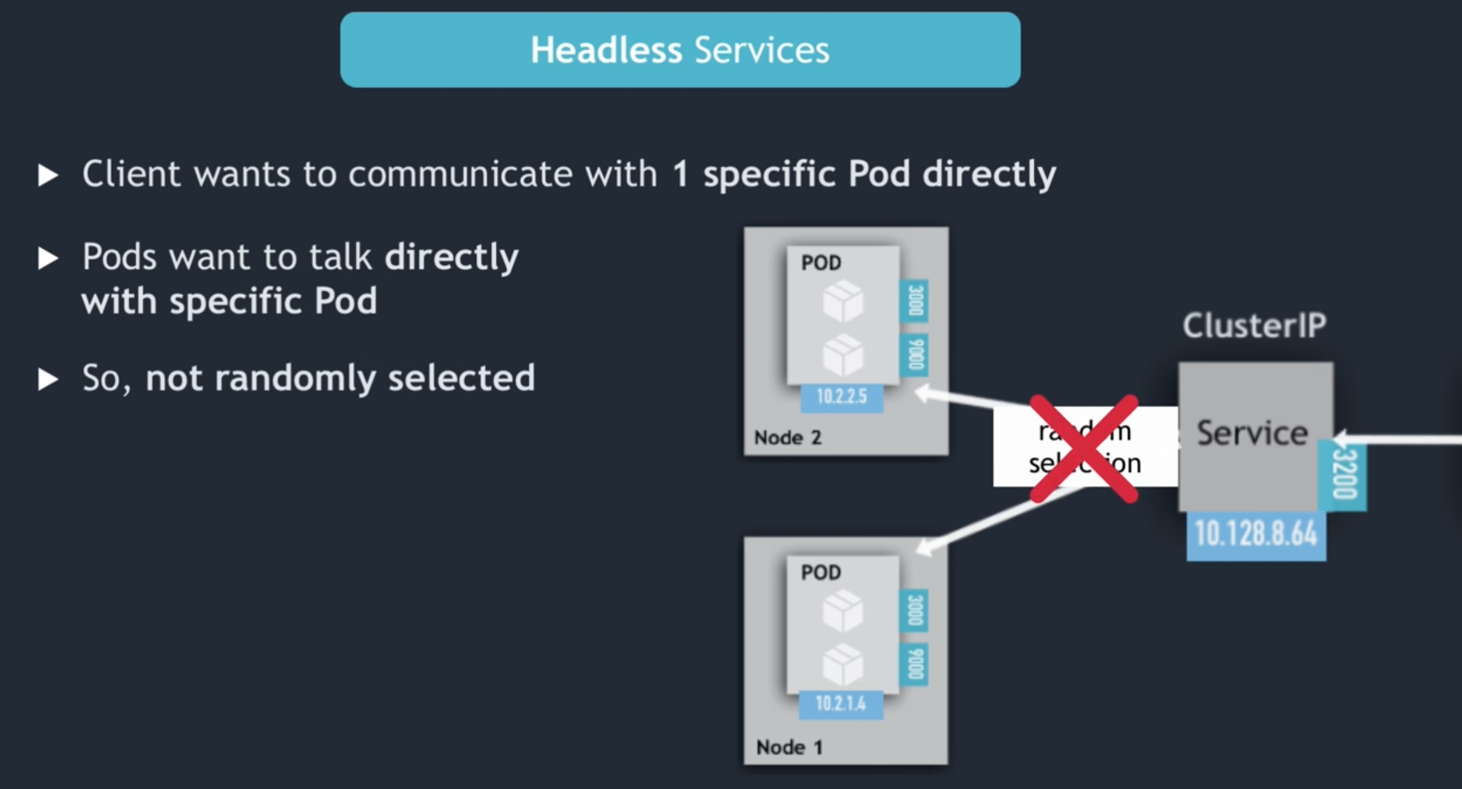 Headless Services
Client wants to communicate with 1 specific Pod directly
Pods want to talk directly
with specific Pod
So, not randomly selected
POD
3000
9000
10.2.2.5
Node 2
random
selection
ClusterIP
Service
3200
10.128.8.64
POD
3000
9000
10.2.1.4
Node 1